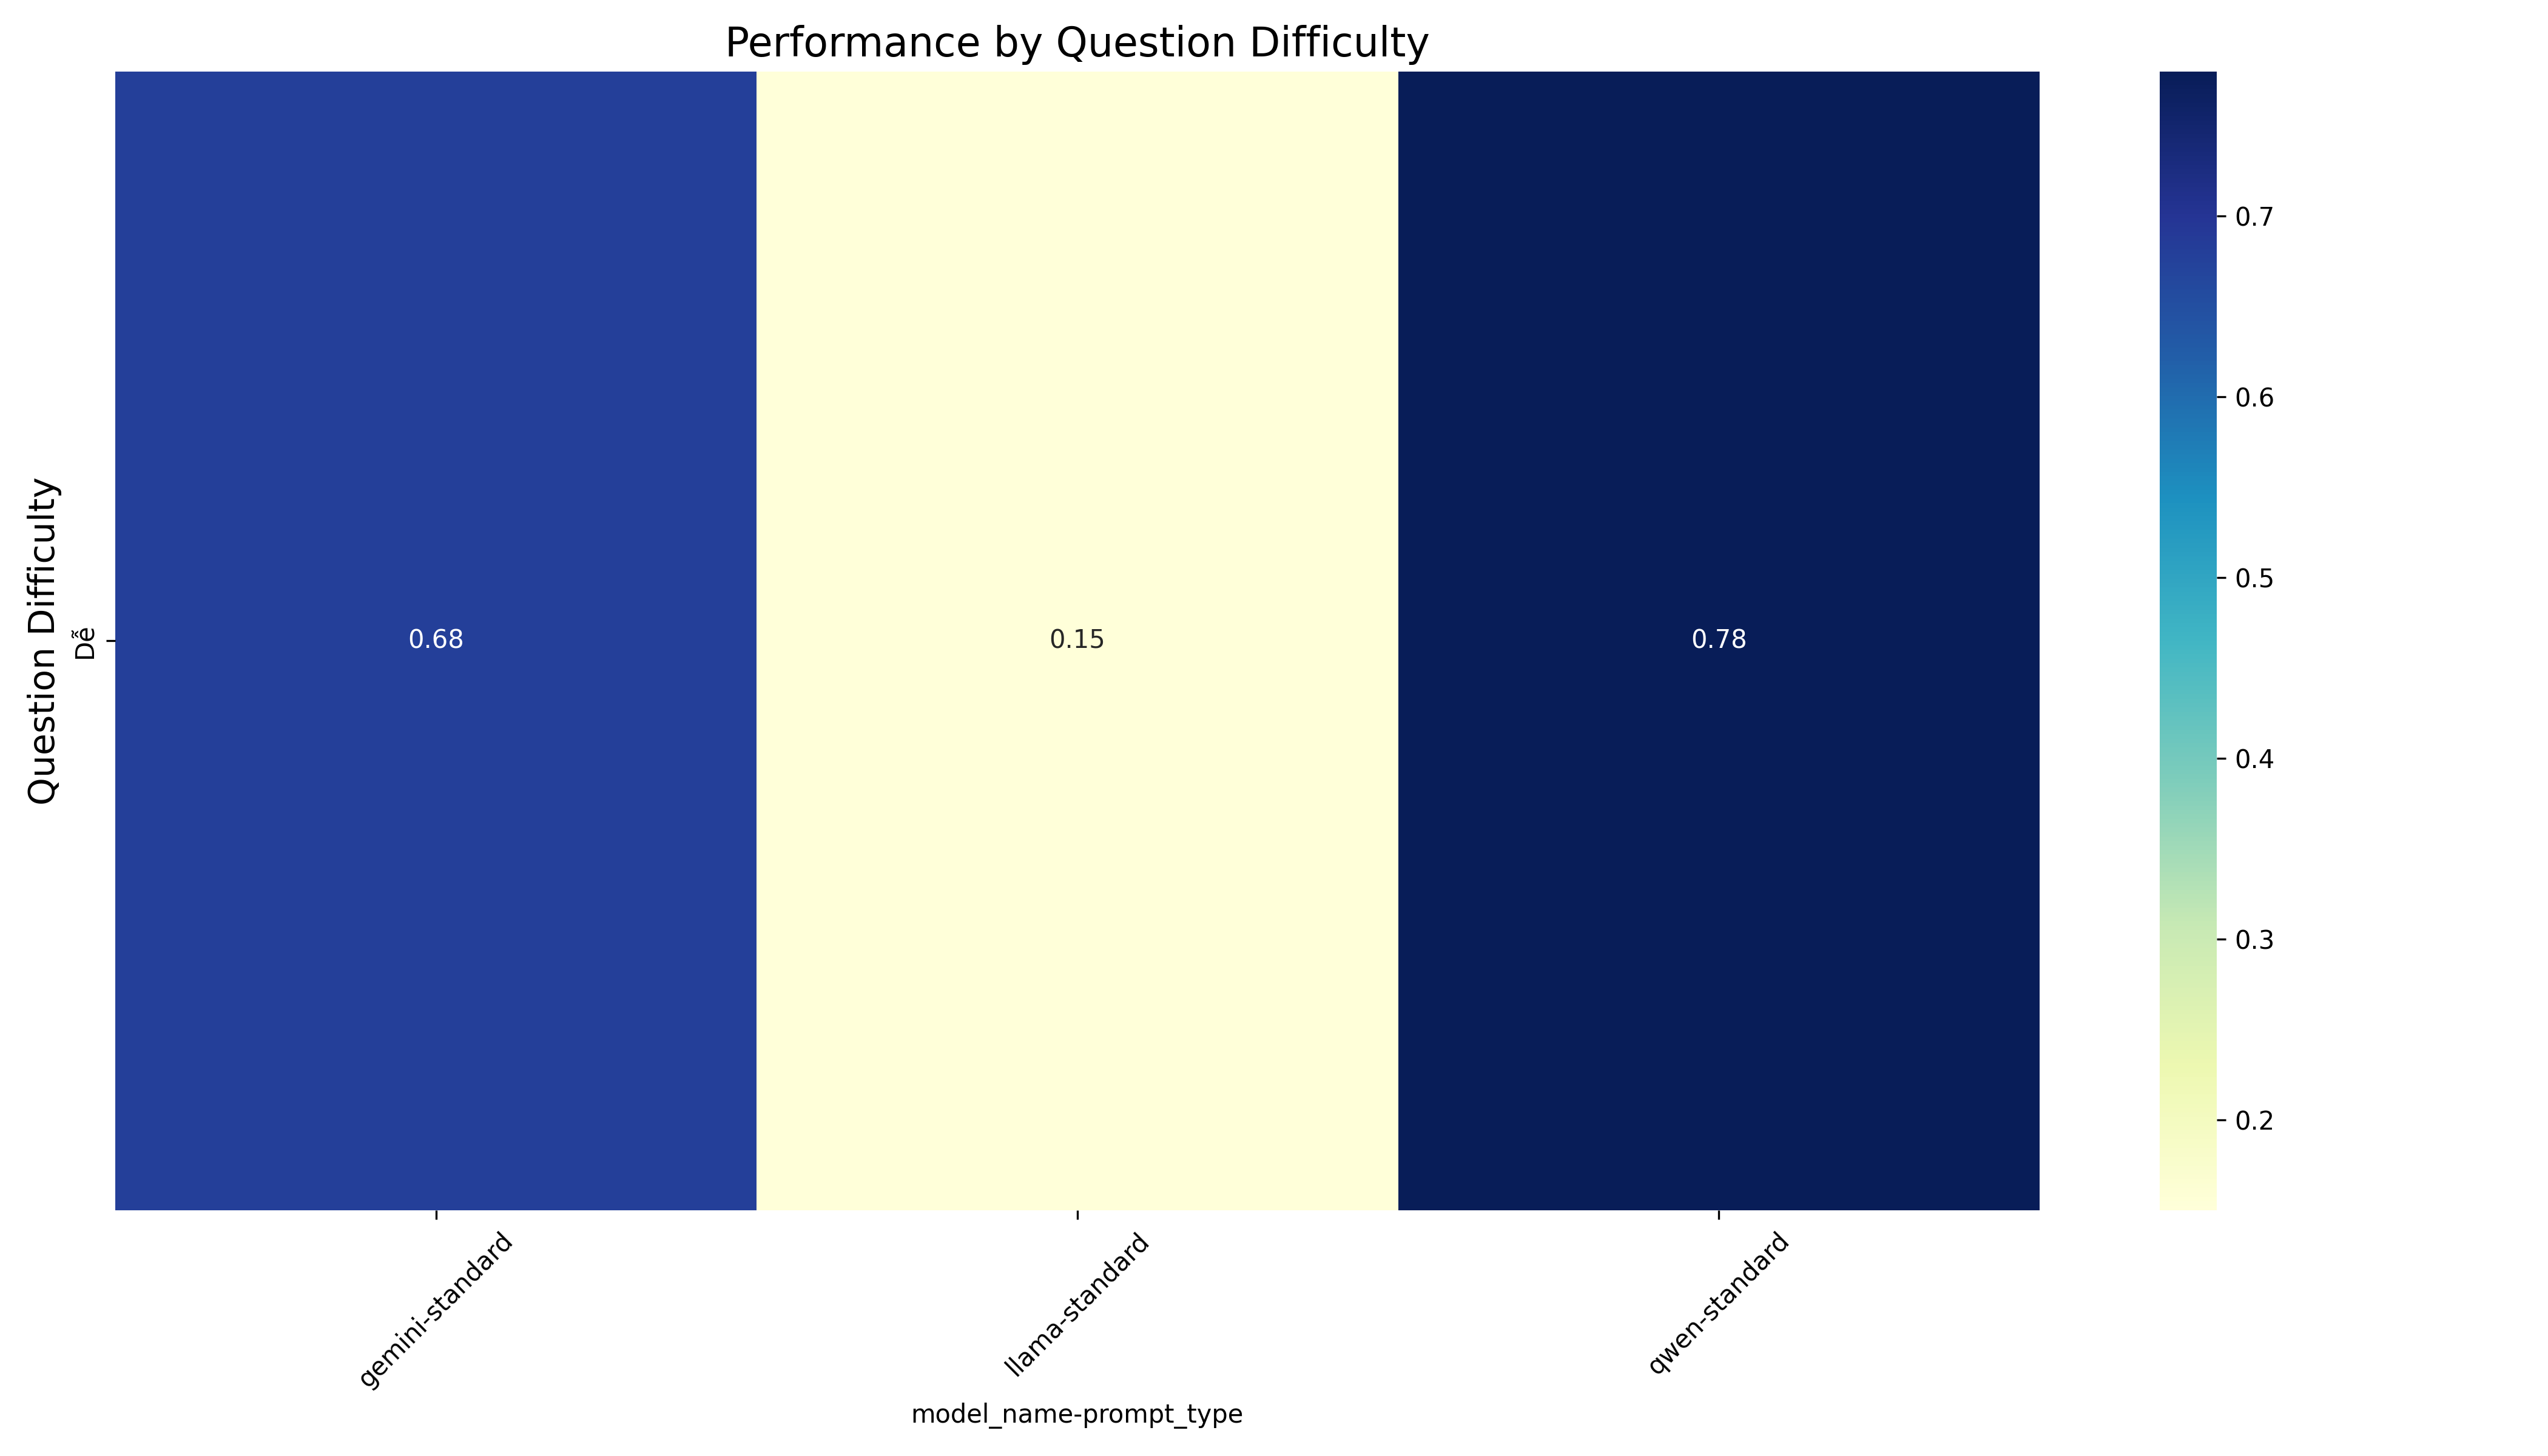 Performance by Question Difficulty
Question Difficulty
Dễ
0.68
0.15
0.78
gemini-standard
llama-standard
qwen-standard
model_name-prompt_type
0.7
0.6
0.5
0.4
0.3
0.2